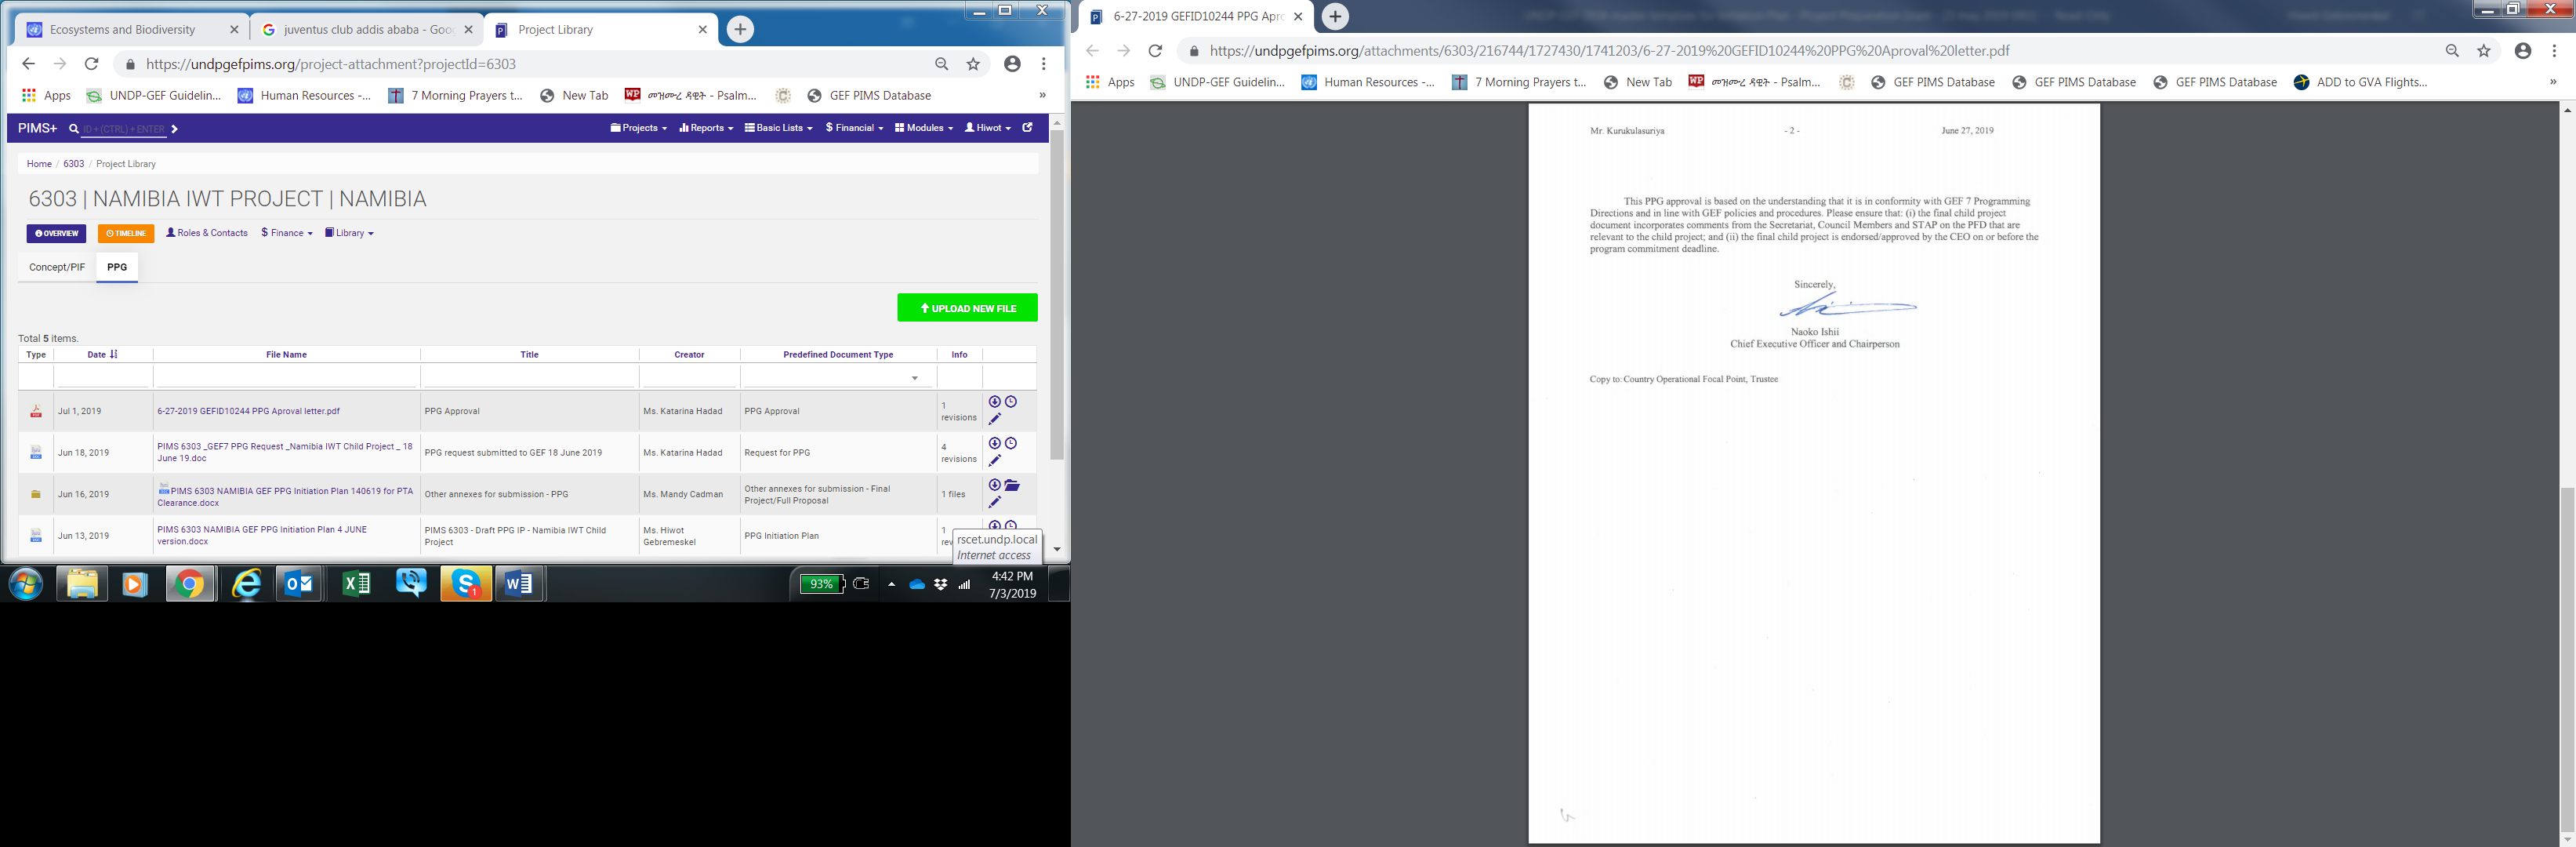 Ecosystems and Biodiversity
juventus club addis ababa - Goo
Project Library
https://undpgefpims.org/project-attachment?projectId=6303
Apps
UNDP-GEF Guidelin...
Human Resources -...
7 Morning Prayers t...
New Tab
መዝሙረ ዳዊት - Psalm...
GEF PIMS Database
»
PIMS+
ID + (CTRL) + ENTER
Projects
Reports
Basic Lists
$ Financial
Modules
Hiwot
Home / 6303 / Project Library
6303 | NAMIBIA IWT PROJECT | NAMIBIA
OVERVIEW
TIMELINE
Roles & Contacts
$ Finance
Library
Concept/PIF
PPG
UPLOAD NEW FILE
Total 5 items.
Type Date File Name Title Creator Predefined Document Type Info
Jul 1, 2019
6-27-2019 GEFID10244 PPG Aproval letter.pdf
PPG Approval
Ms. Katarina Hadad
PPG Approval
1
revisions
Jun 18, 2019
PIMS 6303 _GEF7 PPG Request _Namibia IWT Child Project _ 18
June 19.doc
PPG request submitted to GEF 18 June 2019
Ms. Katarina Hadad
Request for PPG
4
revisions
Jun 16, 2019
PIMS 6303 NAMIBIA GEF PPG Initiation Plan 140619 for PTA
Clearance.docx
Other annexes for submission - PPG
Ms. Mandy Cadman
Other annexes for submission - Final
Project/Full Proposal
1 files
Jun 13, 2019
PIMS 6303 NAMIBIA GEF PPG Initiation Plan 4 JUNE
version.docx
PIMS 6303 - Draft PPG IP - Namibia IWT Child
Project
Ms. Hiwot
Gebremeskel
PPG Initiation Plan
1
rev
rscet.undp.local
Internet access
93%
4:42 PM
7/3/2019
6-27-2019 GEFID10244 PPG Apro
https://undpgefpims.org/attachments/6303/216744/1727430/1741203/6-27-2019%20GEFID10244%20PPG%20Aproval%20letter.pdf
Apps
UNDP-GEF Guidelin...
Human Resources -...
7 Morning Prayers t...
New Tab
መዝሙረ ዳዊት - Psalm...
GEF PIMS Database
GEF PIMS Database
GEF PIMS Database
ADD to GVA Flights...
»
Mr. Kurukulasuriya - 2 - June 27, 2019
This PPG approval is based on the understanding that it is in conformity with GEF 7 Programming
Directions and in line with GEF policies and procedures. Please ensure that: (i) the final child project
document incorporates comments from the Secretariat, Council Members and STAP on the PFD that are
relevant to the child project; and (ii) the final child project is endorsed/approved by the CEO on or before the
program commitment deadline.
Sincerely,
Naoko Ishii
Chief Executive Officer and Chairperson
Copy to: Country Operational Focal Point, Trustee